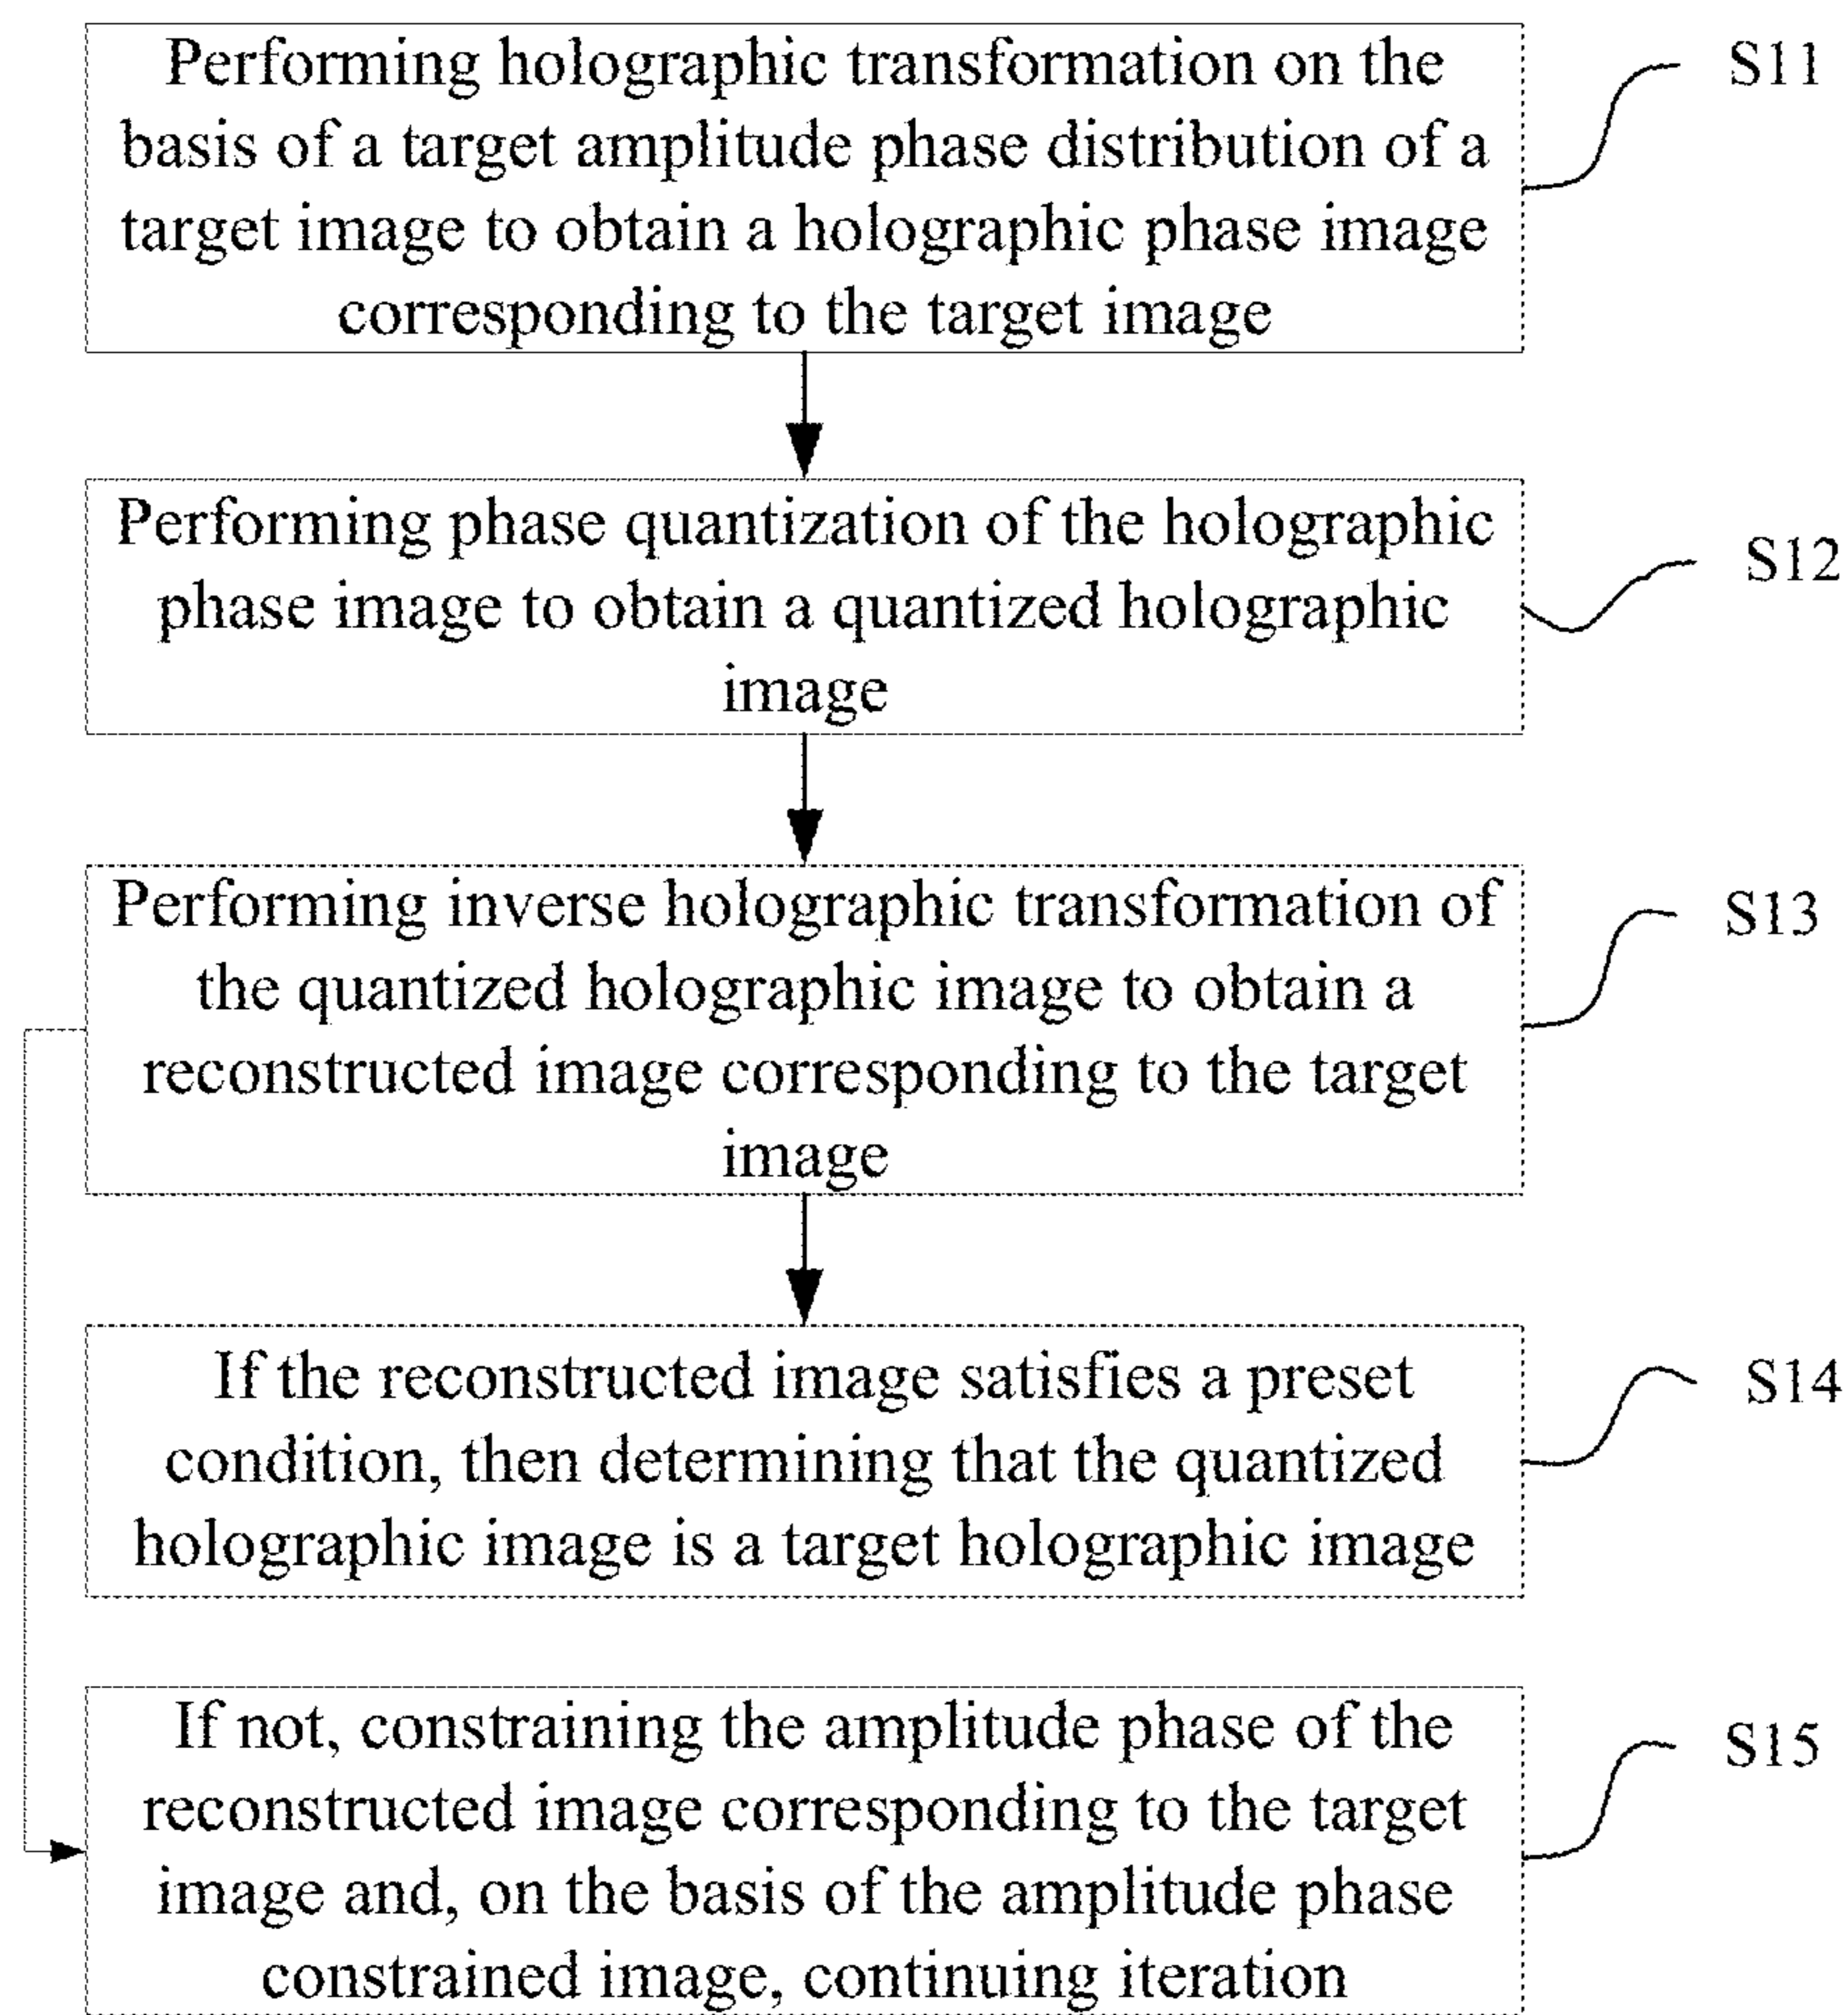 Performing holographic transformation on the
basis of a target amplitude phase distribution of a
target image to obtain a holographic phase image
corresponding to the target image
S11
Performing phase quantization of the holographic
phase image to obtain a quantized holographic
image
S12
Performing inverse holographic transformation of
the quantized holographic image to obtain a
reconstructed image corresponding to the target
image
S13
If the reconstructed image satisfies a preset
condition, then determining that the quantized
holographic image is a target holographic image
S14
If not, constraining the amplitude phase of the
reconstructed image corresponding to the target
image and, on the basis of the amplitude phase
constrained image, continuing iteration
S15